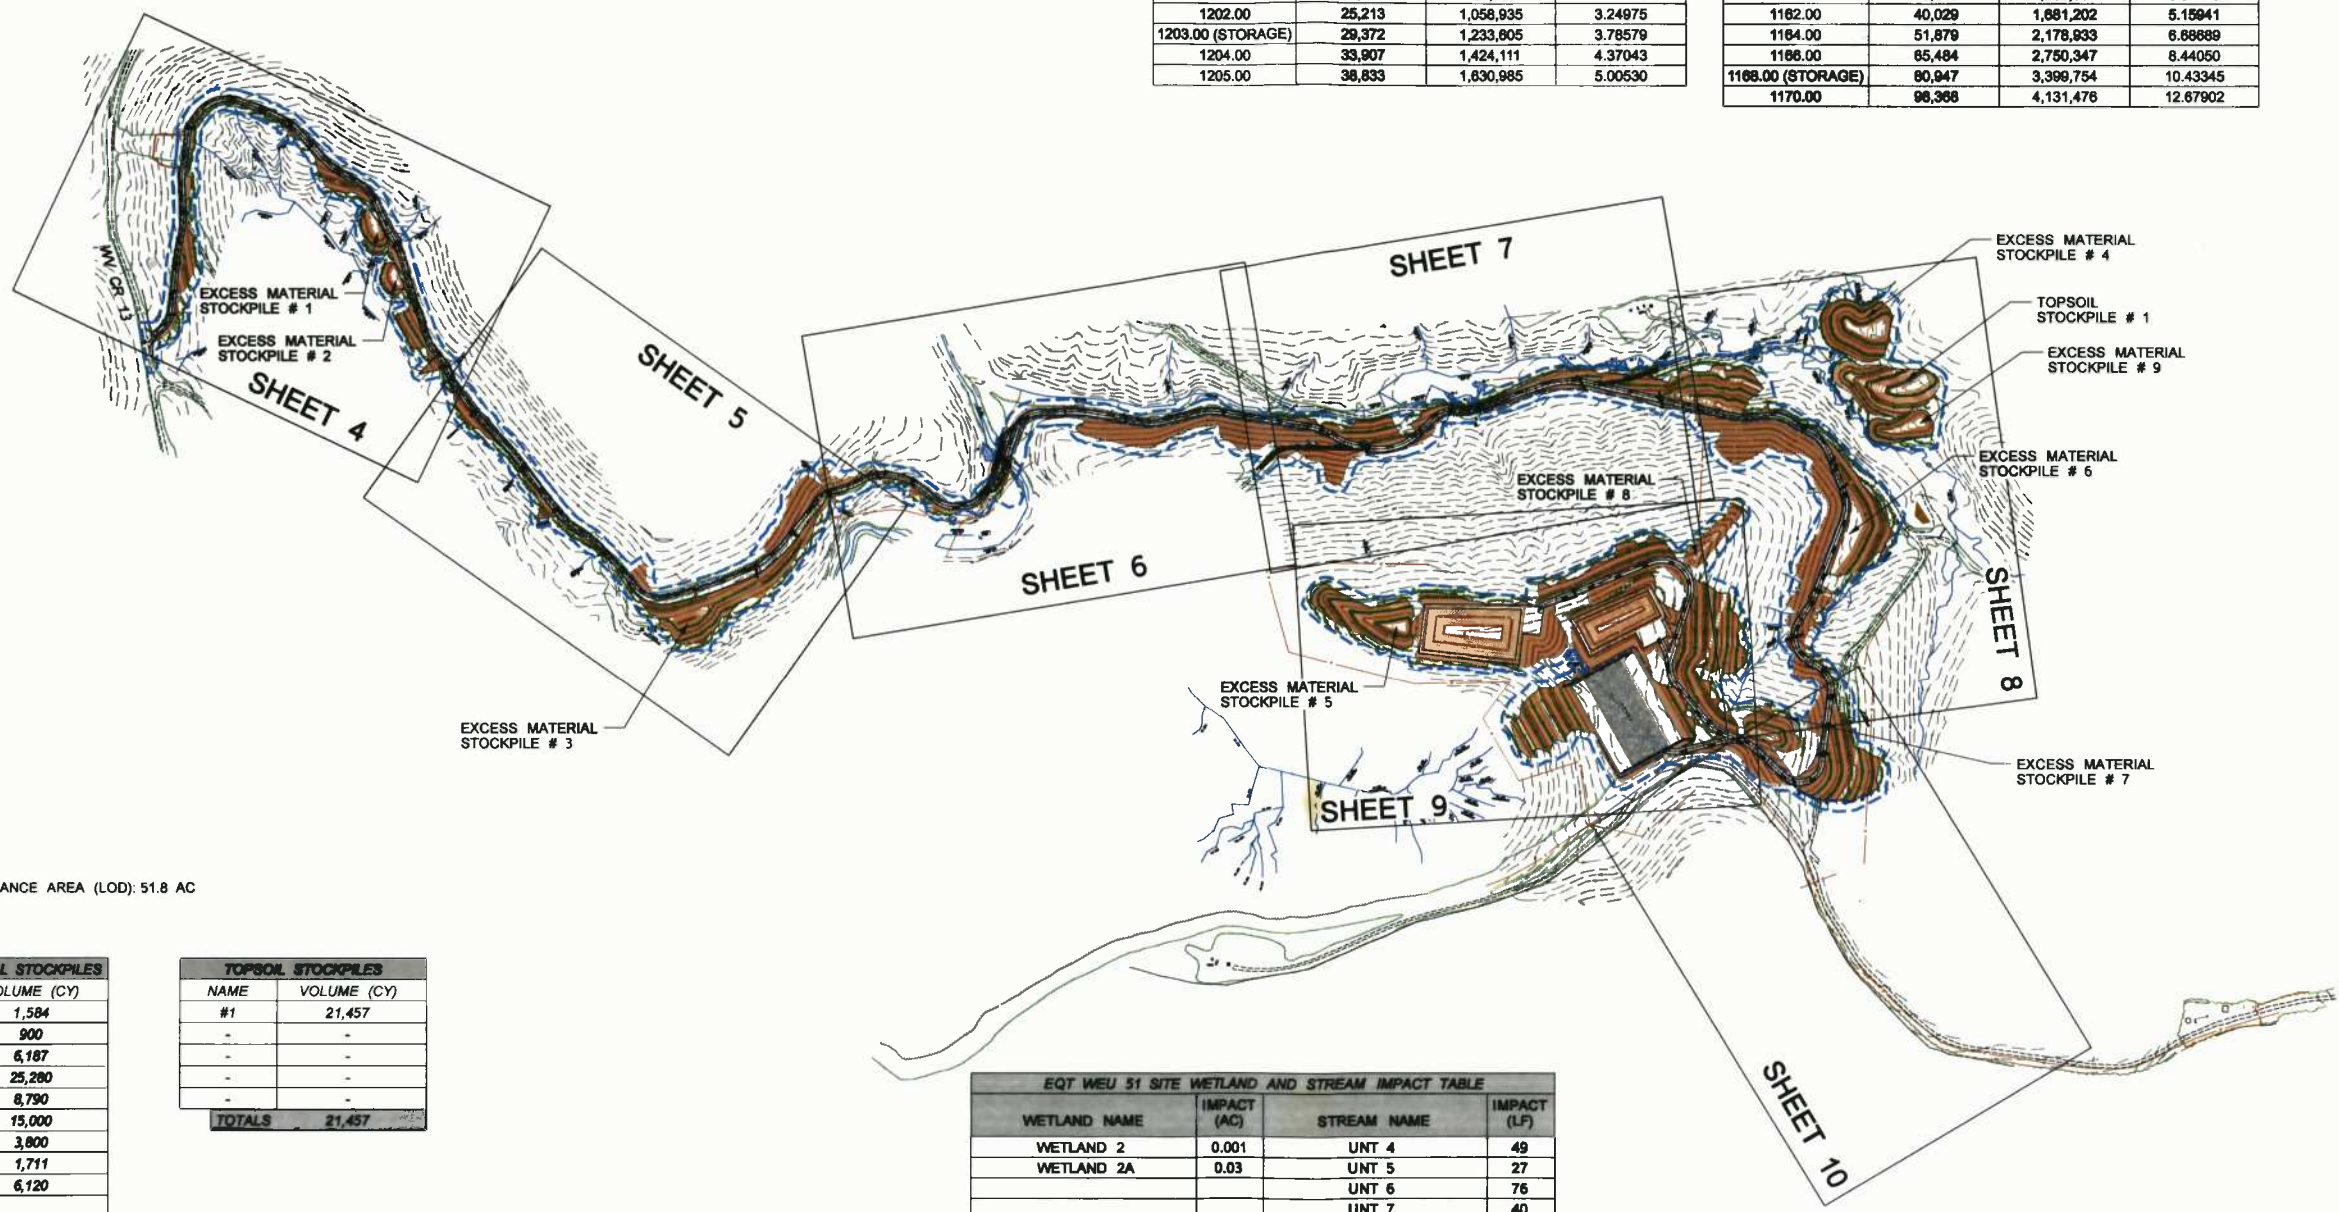 1202.00 25,213 1,058,935 3.24975
1203.00 (STORAGE) 29,372 1,233,605 3.78579
1204.00 33,907 1,424,111 4.37043
1205.00 38,833 1,630,985 5.00530
1162.00 40,029 1,681,202 5.15941
1164.00 51,879 2,178,933 6.68689
1166.00 65,484 2,750,347 8.44050
1168.00 (STORAGE) 80,947 3,399,754 10.43345
1170.00 98,368 4,131,476 12.67902
WV CR 13
EXCESS MATERIAL
STOCKPILE # 1
EXCESS MATERIAL
STOCKPILE # 2
SHEET 4
SHEET 5
EXCESS MATERIAL
STOCKPILE # 3
SHEET 6
SHEET 7
EXCESS MATERIAL
STOCKPILE # 4
TOPSOIL
STOCKPILE # 1
EXCESS MATERIAL
STOCKPILE # 9
EXCESS MATERIAL
STOCKPILE # 6
EXCESS MATERIAL
STOCKPILE # 8
SHEET 8
EXCESS MATERIAL
STOCKPILE # 5
EXCESS MATERIAL
STOCKPILE # 7
SHEET 9
SHEET 10
ANCE AREA (LOD): 51.8 AC
L STOCKPILES
OLUME (CY)
1,584
900
6,187
25,280
8,790
15,000
3,800
1,711
6,120
TOPSOIL STOCKPILES
NAME VOLUME (CY)
#1 21,457
- -
- -
- -
- -
TOTALS 21,457
EQT WEU 51 SITE WETLAND AND STREAM IMPACT TABLE
WETLAND NAME IMPACT (AC) STREAM NAME IMPACT (LF)
WETLAND 2 0.001 UNT 4 49
WETLAND 2A 0.03 UNT 5 27
UNT 6 76
UNT 7 40